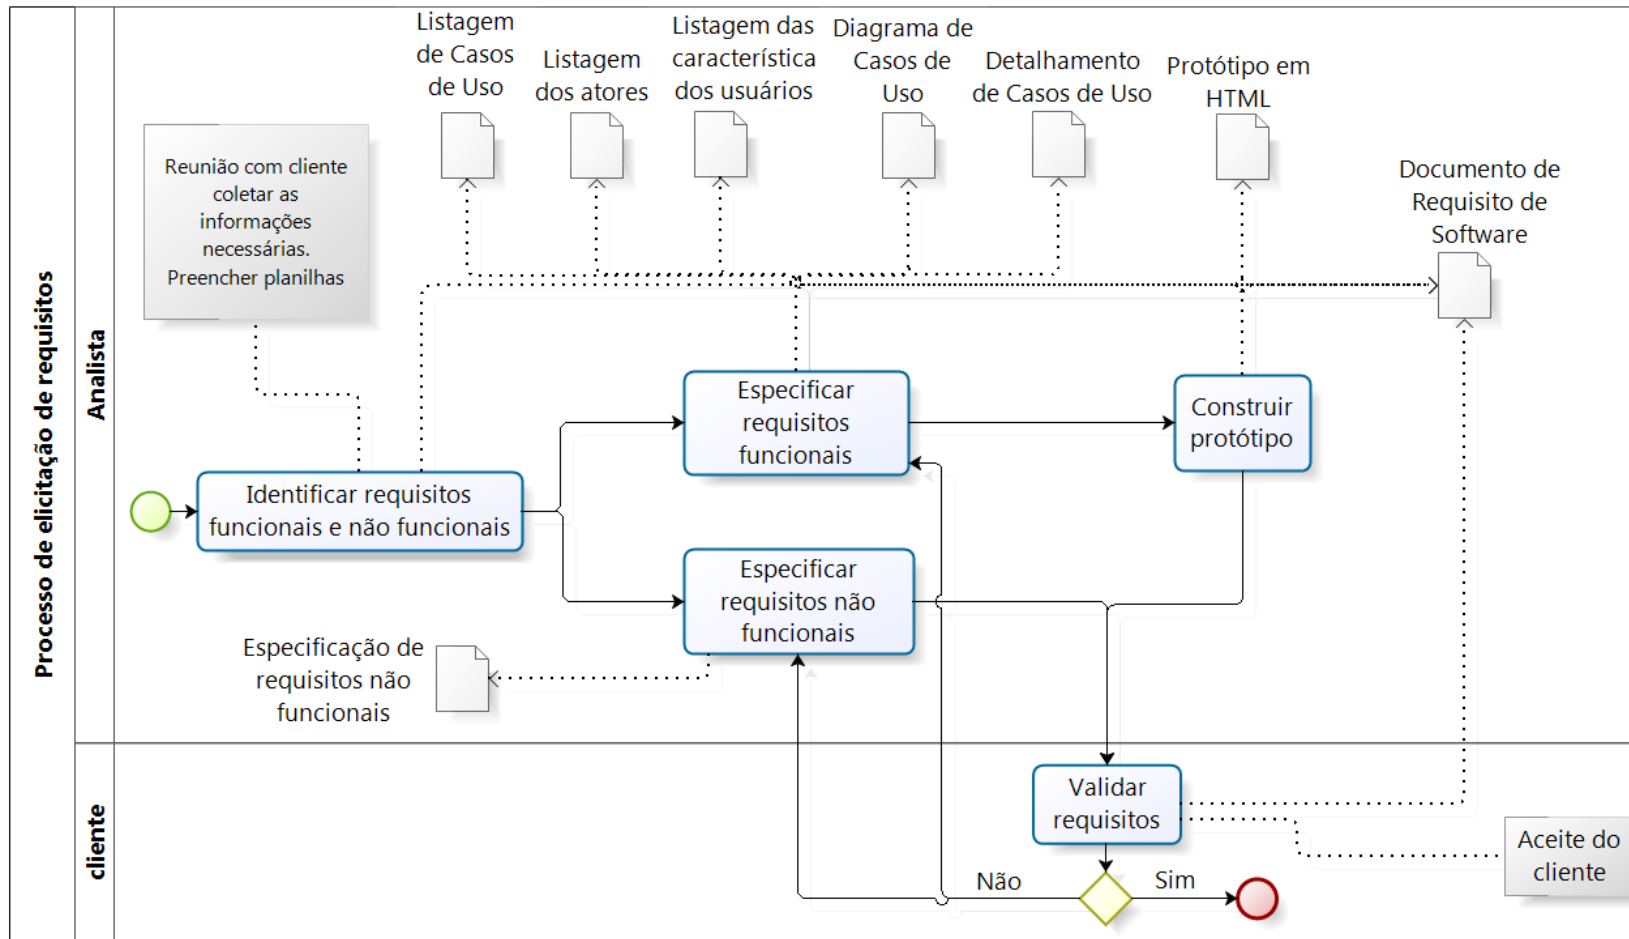 Processo de elicitação de requisitos
Analista
cliente
Listagem
de Casos
de Uso
Listagem
dos atores
Listagem das
característica
dos usuários
Diagrama de
Casos de
Uso
Detalhamento
de Casos de Uso
Protótipo em
HTML
Documento de
Requisito de
Software
Reunião com cliente
coletar as
informações
necessárias.
Preencher planilhas
Identificar requisitos
funcionais e não funcionais
Especificar
requisitos
funcionais
Construir
protótipo
Especificar
requisitos não
funcionais
Especificação de
requisitos não
funcionais
Validar
requisitos
Aceite do
cliente
Não
Sim